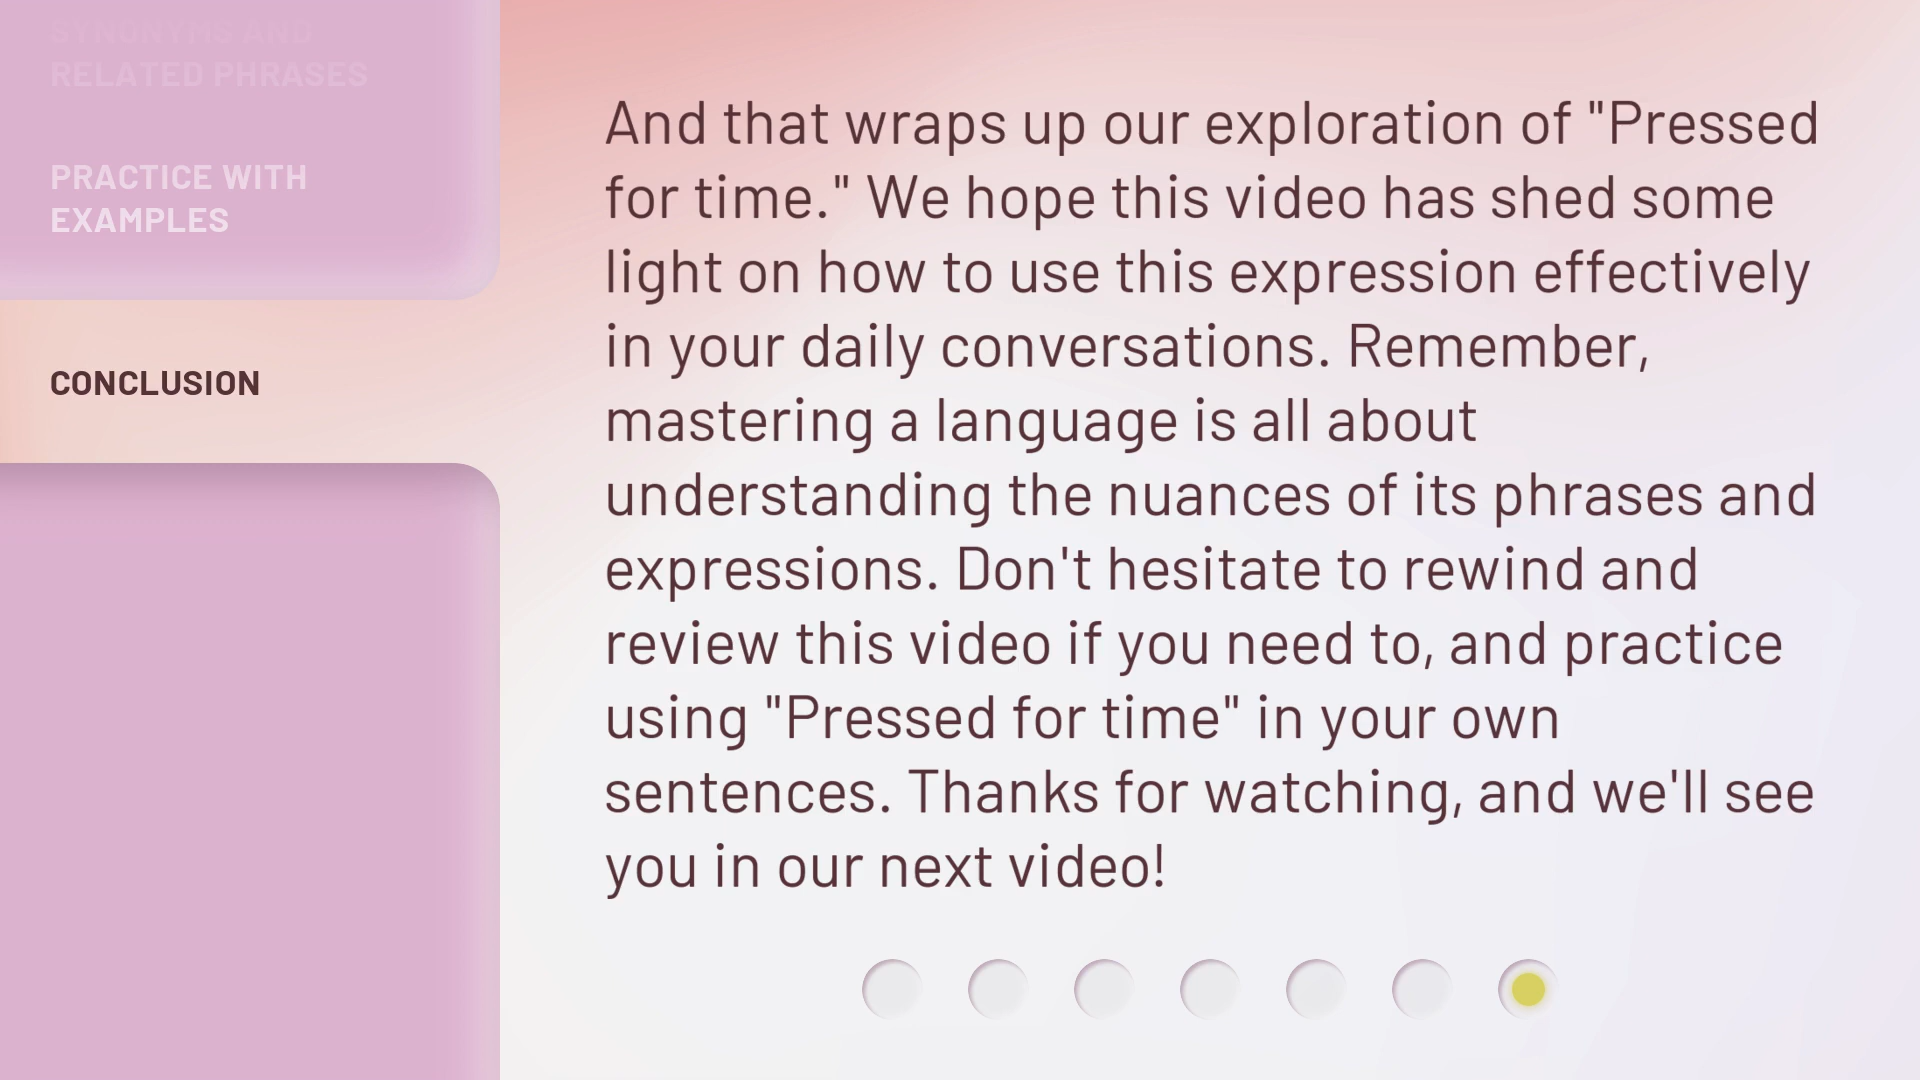 SYNONYMS AND
RELATED PHRASES
PRACTICE WITH
EXAMPLES
CONCLUSION
And that wraps up our exploration of "Pressed
for time." We hope this video has shed some
light on how to use this expression effectively
in your daily conversations. Remember,
mastering a language is all about
understanding the nuances of its phrases and
expressions. Don't hesitate to rewind and
review this video if you need to, and practice
using "Pressed for time" in your own
sentences. Thanks for watching, and we'll see
you in our next video!